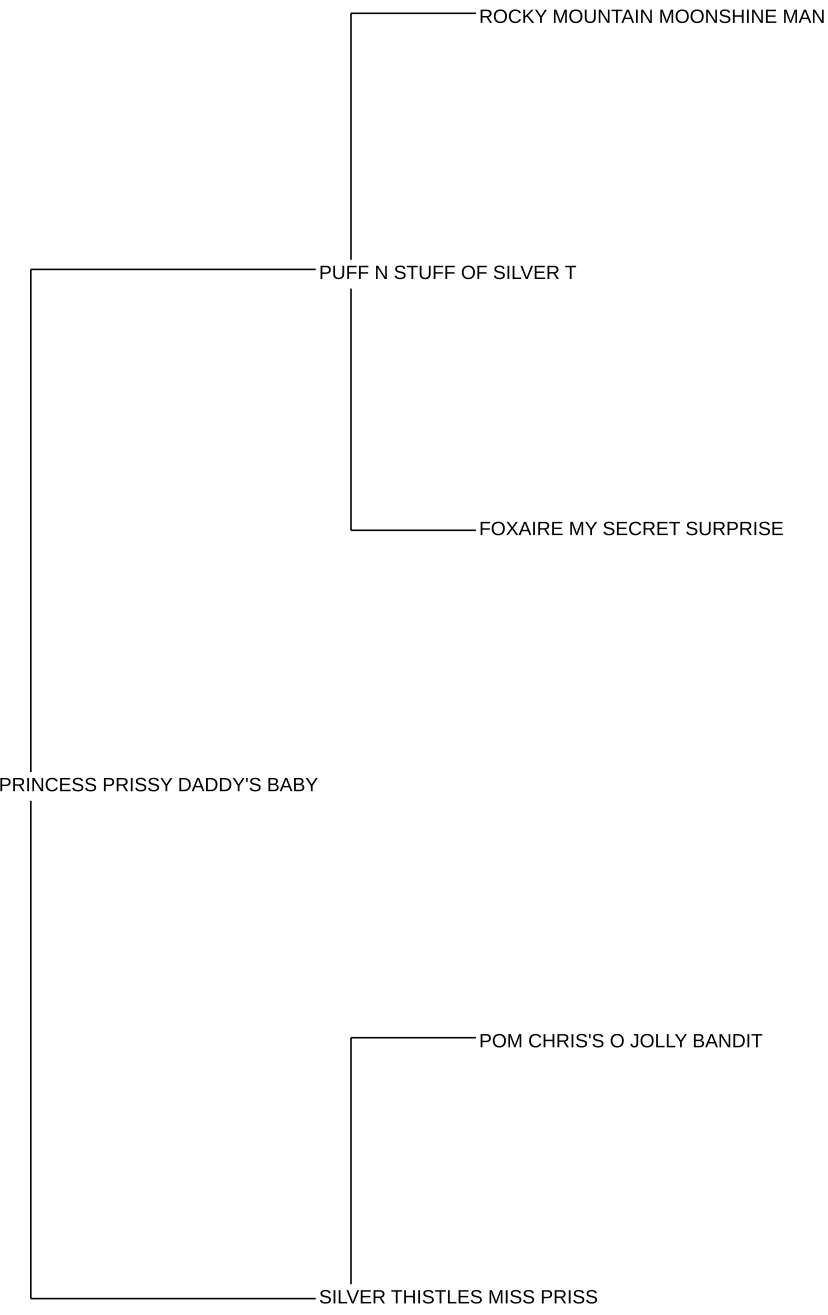 ROCKY MOUNTAIN MOONSHINE MAN
PUFF N STUFF OF SILVER T
FOXAIRE MY SECRET SURPRISE
PRINCESS PRISSY DADDY'S BABY
POM CHRIS'S O JOLLY BANDIT
SILVER THISTLES MISS PRISS